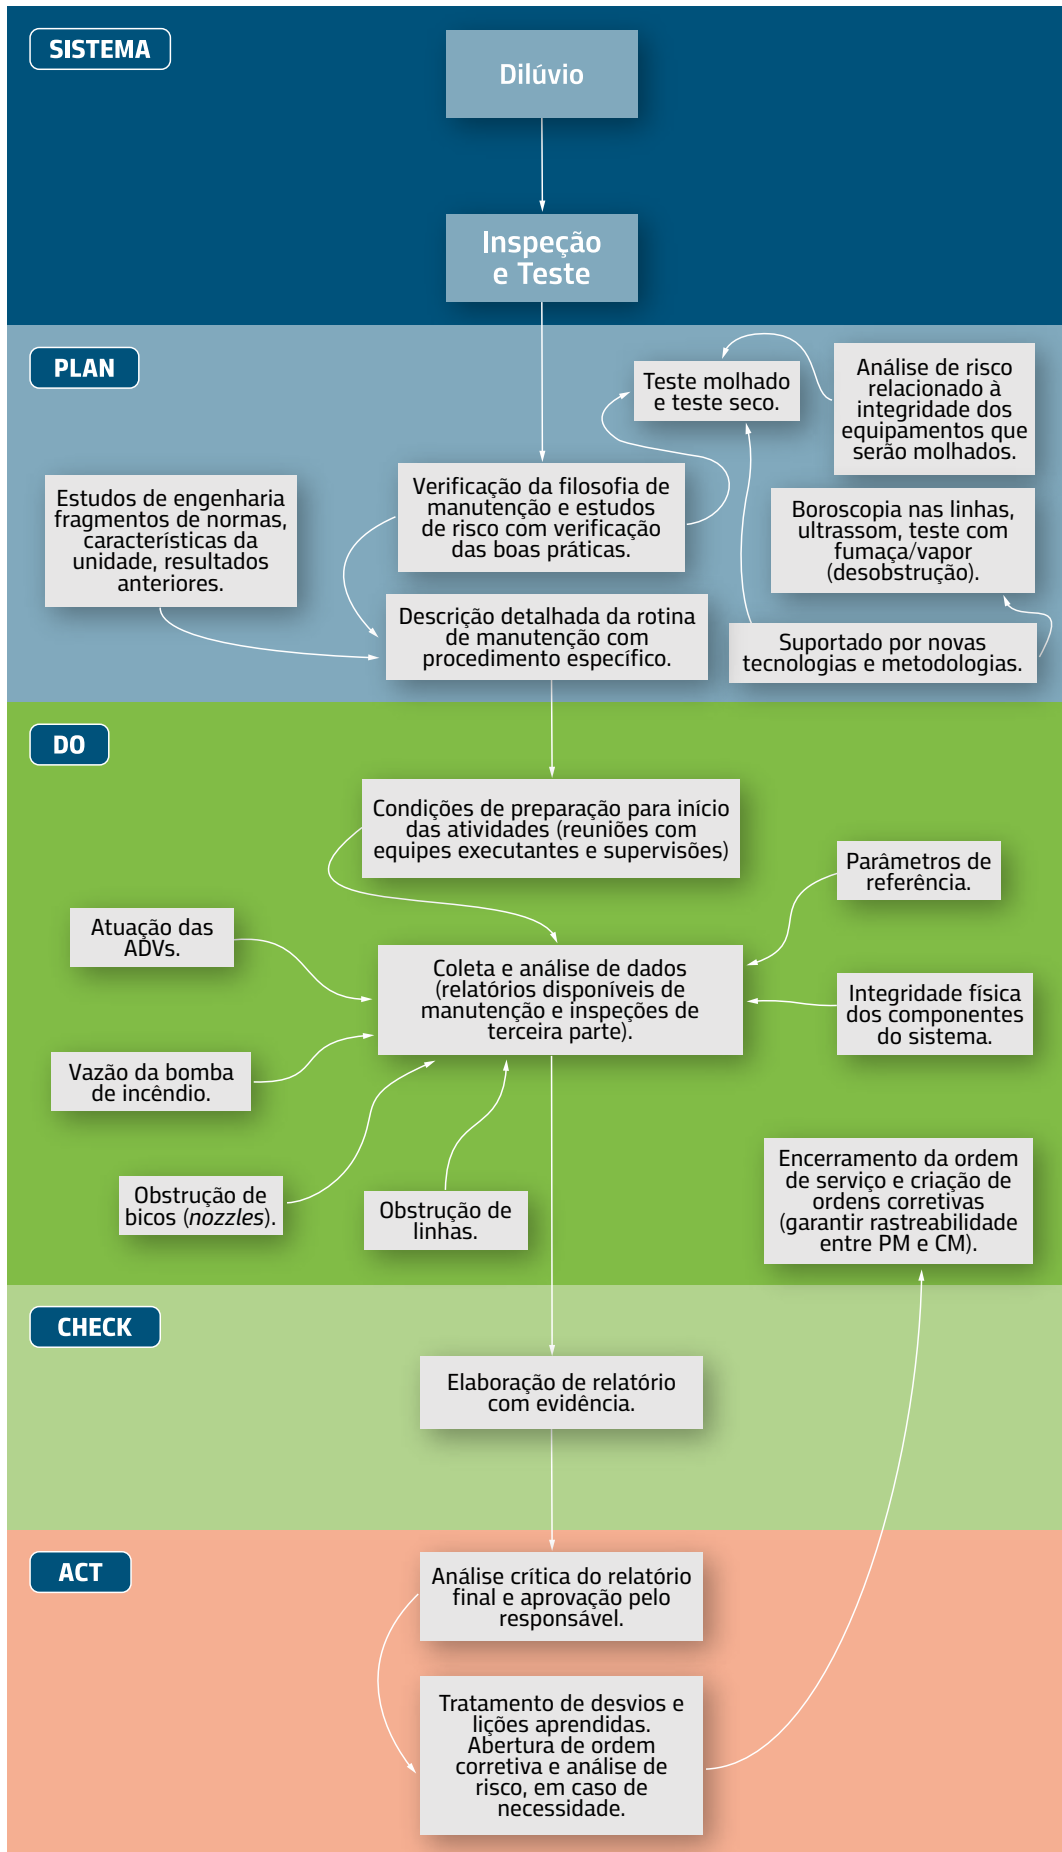 SISTEMA
Dilúvio
Inspeção
e Teste
PLAN
Teste molhado
e teste seco.
Análise de risco
relacionado à
integridade dos
equipamentos que
serão molhados.
Estudos de engenharia
fragmentos de normas,
características da
unidade, resultados
anteriores.
Verificação da filosofia de
manutenção e estudos
de risco com verificação
das boas práticas.
Boroscopia nas linhas,
ultrassom, teste com
fumaça/vapor
(desobstrução).
Descrição detalhada da rotina
de manutenção com
procedimento específico.
Suportado por novas
tecnologias e metodologias.
DO
Condições de preparação para início
das atividades (reuniões com
equipes executantes e supervisões)
Parâmetros de
referência.
Atuação das
ADVs.
Coleta e análise de dados
(relatórios disponíveis de
manutenção e inspeções de
terceira parte).
Integridade física
dos componentes
do sistema.
Vazão da bomba
de incêndio.
Obstrução de
bicos (nozzles).
Obstrução de
linhas.
Encerramento da ordem
de serviço e criação de
ordens corretivas
(garantir rastreabilidade
entre PM e CM).
CHECK
Elaboração de relatório
com evidência.
ACT
Análise crítica do relatório
final e aprovação pelo
responsável.
Tratamento de desvios e
lições aprendidas.
Abertura de ordem
corretiva e análise de
risco, em caso de
necessidade.